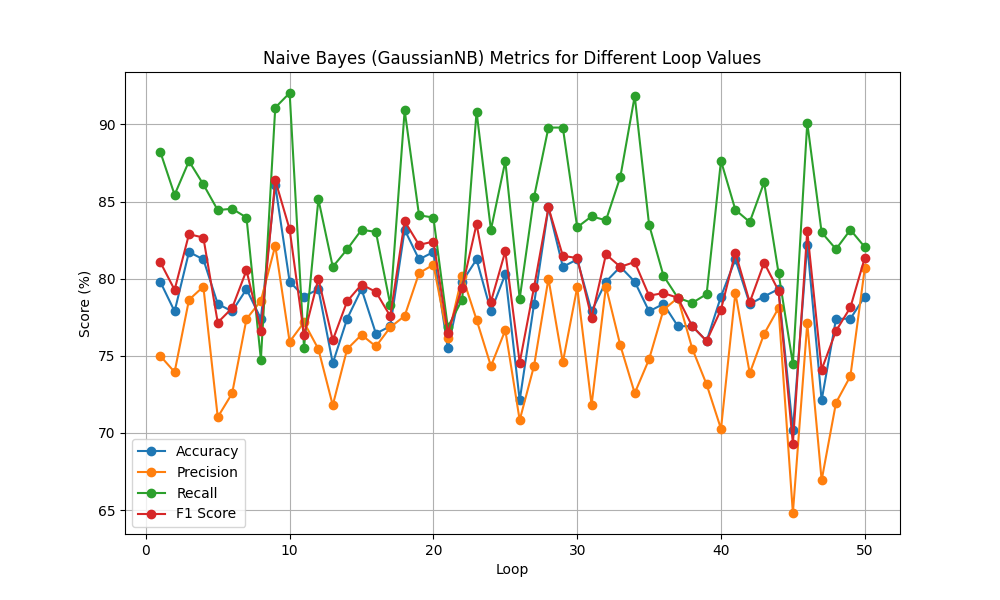 Naive Bayes (GaussianNB) Metrics for Different Loop Values
Score (%)
90
85
80
75
70
65
Accuracy
Precision
Recall
F1 Score
0 10 20 30 40 50
Loop